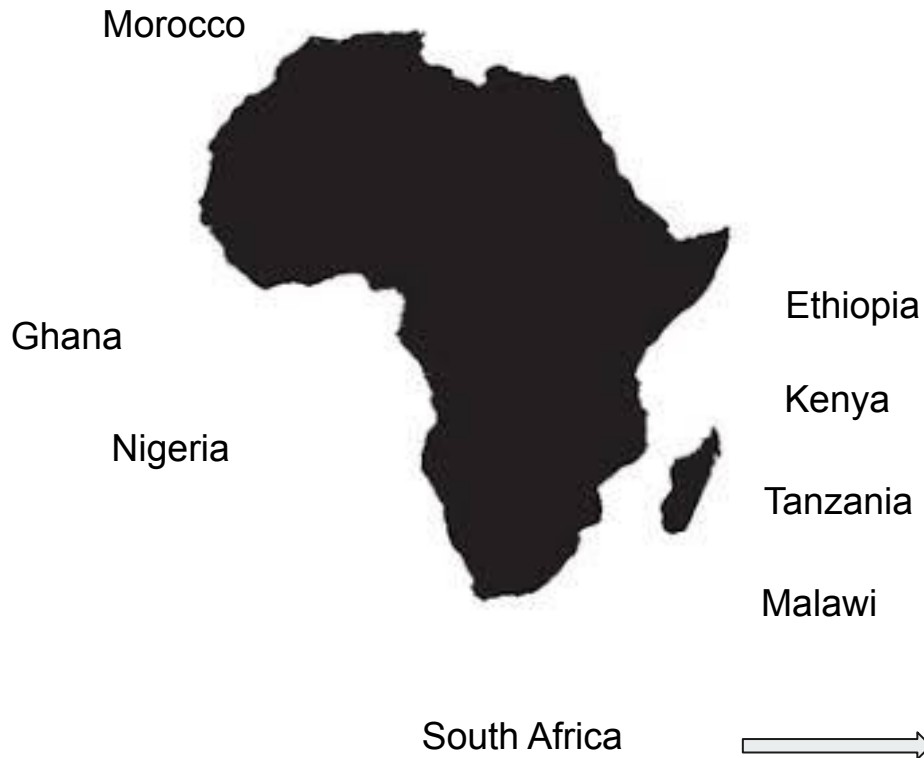 Morocco
Ethiopia
Ghana
Kenya
Nigeria
Tanzania
Malawi
South Africa